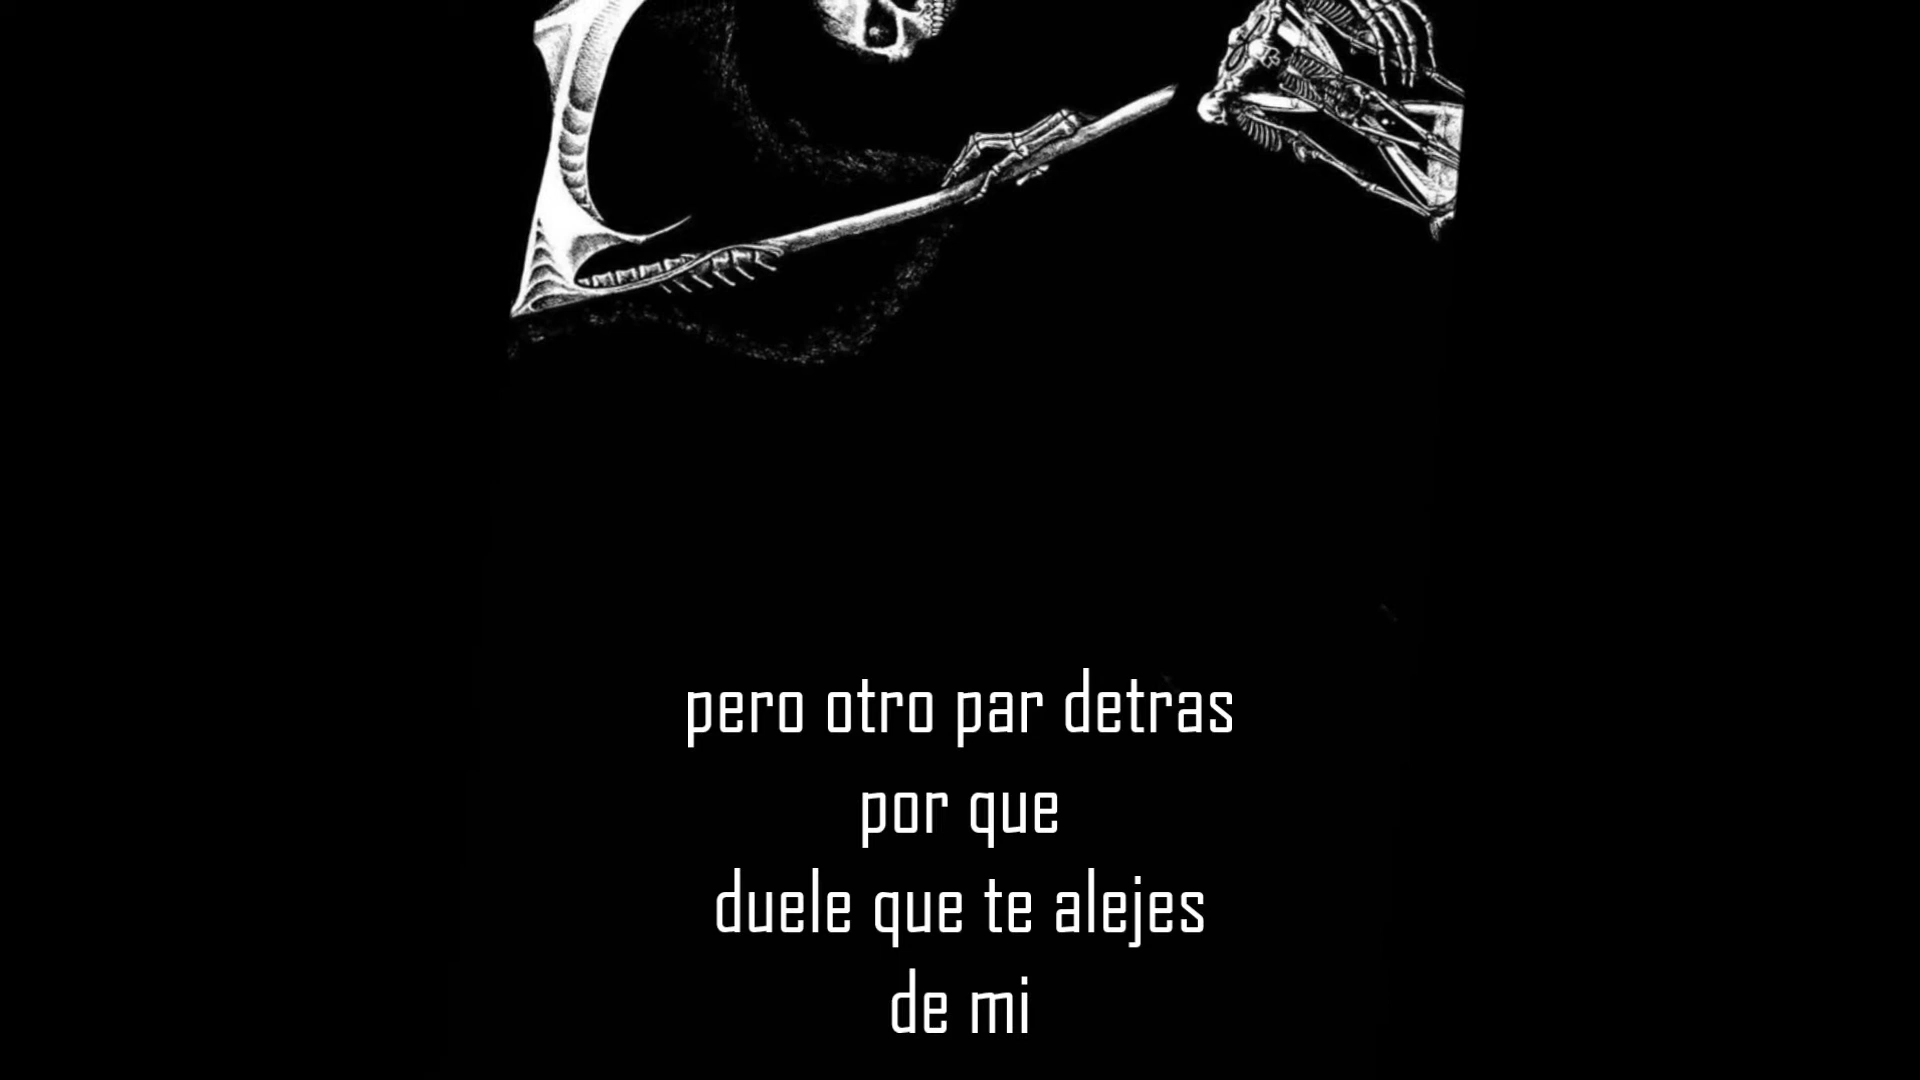 pero otro par detras
por que
duele que te alejes
de mi